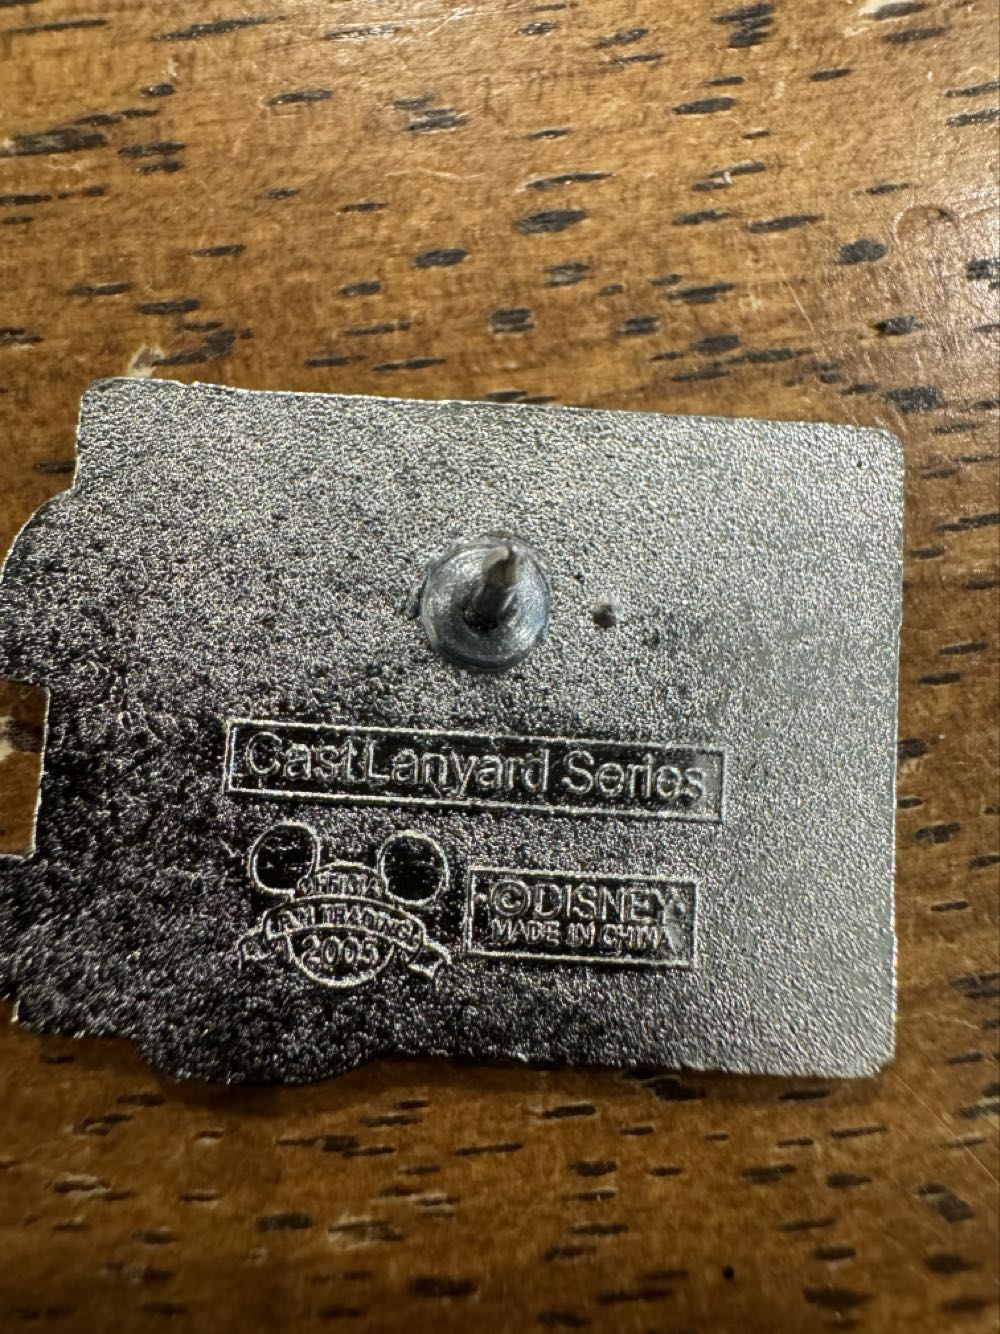 Cast Lanyard Series
OFFICIAL
PIN TRADING
2005
©DISNEY
MADE IN CHINA